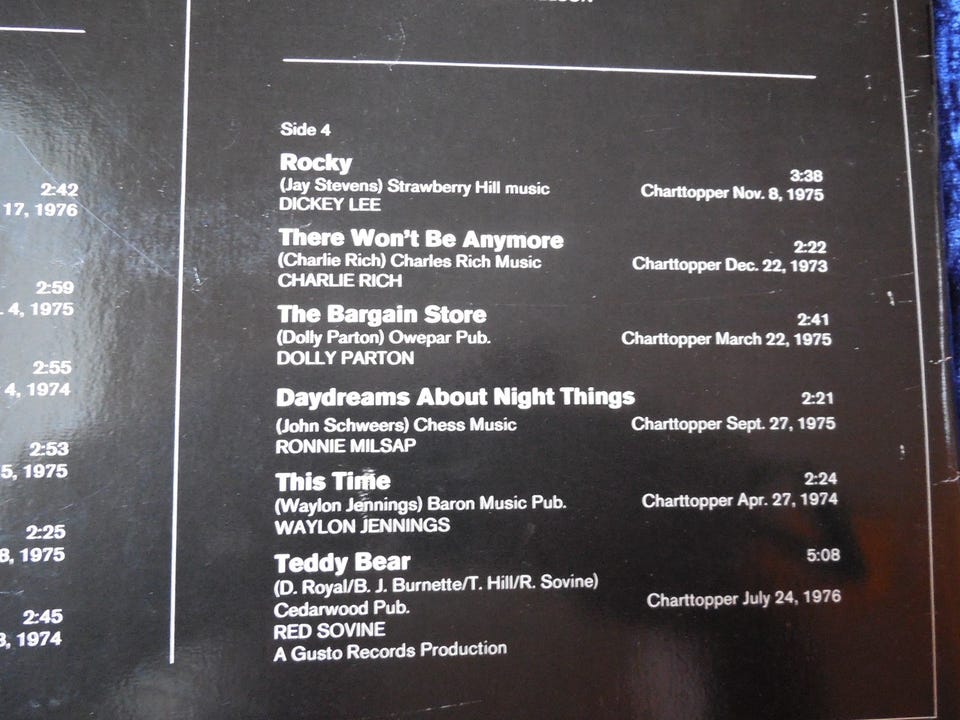 2:42
17, 1976
2:59
4, 1975
2:55
4, 1974
2:53
5, 1975
2:25
8, 1975
2:45
3, 1974
Side 4
Rocky
3:38
(Jay Stevens) Strawberry Hill music
Charttopper Nov. 8, 1975
DICKEY LEE
There Won't Be Anymore
2:22
(Charlie Rich) Charles Rich Music
Charttopper Dec. 22, 1973
CHARLIE RICH
The Bargain Store
2:41
(Dolly Parton) Owepar Pub.
Charttopper March 22, 1975
DOLLY PARTON
Daydreams About Night Things
2:21
(John Schweers) Chess Music
Charttopper Sept. 27, 1975
RONNIE MILSAP
This Time
2:24
(Waylon Jennings) Baron Music Pub.
Charttopper Apr. 27, 1974
WAYLON JENNINGS
Teddy Bear
5:08
(D. Royal/B. J. Burnette/T. Hill/R. Sovine)
Cedarwood Pub.
Charttopper July 24, 1976
RED SOVINE
A Gusto Records Production